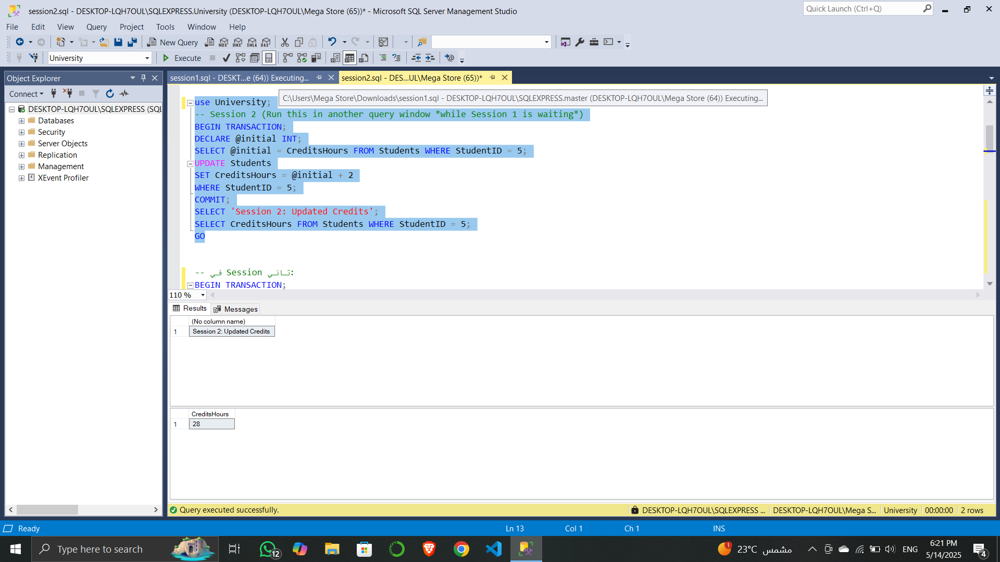 session2.sql - DESKTOP-LQH7OUL\SQLEXPRESS.University (DESKTOP-LQH7OUL\Mega Store (65))* - Microsoft SQL Server Management Studio
Quick Launch (Ctrl+Q)
File Edit View Query Project Tools Window Help
New Query MDX DMX XMLA DAX
University Execute
Object Explorer
session1.sql - DESKT...e (64)) Executing...
session2.sql - DES...UL\Mega Store (65))*
Connect
DESKTOP-LQH7OUL\SQLEXPRESS (SQL
Databases
Security
Server Objects
Replication
Management
XEvent Profiler
C:\Users\Mega Store\Downloads\session1.sql - DESKTOP-LQH7OUL\SQLEXPRESS.master (DESKTOP-LQH7OUL\Mega Store (64)) Executing...
use University;
-- Session 2 (Run this in another query window *while Session 1 is waiting*)
BEGIN TRANSACTION;
DECLARE @initial INT;
SELECT @initial = CreditsHours FROM Students WHERE StudentID = 5;
UPDATE Students
SET CreditsHours = @initial + 2
WHERE StudentID = 5;
COMMIT;
SELECT 'Session 2: Updated Credits';
SELECT CreditsHours FROM Students WHERE StudentID = 5;
GO
-- في Session تاني:
BEGIN TRANSACTION;
110 %
Results Messages
(No column name)
1 Session 2: Updated Credits
CreditsHours
1 28
Query executed successfully.
DESKTOP-LQH7OUL\SQLEXPRESS ... DESKTOP-LQH7OUL\Mega S... University 00:00:00 2 rows
Ready Ln 13 Col 1 Ch 1 INS
Type here to search
12
1
23°C مشمس
ENG
6:21 PM
5/14/2025
4